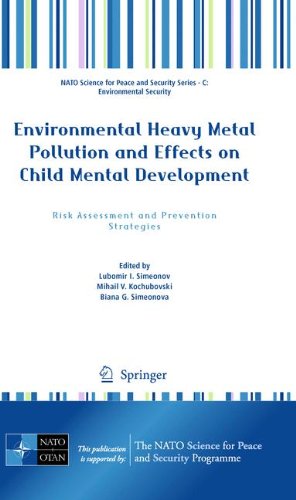 NATO Science for Peace and Security Series - C:
Environmental Security
Environmental Heavy Metal
Pollution and Effects on
Child Mental Development
Risk Assessment and Prevention
Strategies
Edited by
Lubomir I. Simeonov
Mihail V. Kochubovski
Biana G. Simeonova
Springer
NATO
OTAN
This publication
is supported by:
The NATO Science for Peace
and Security Programme